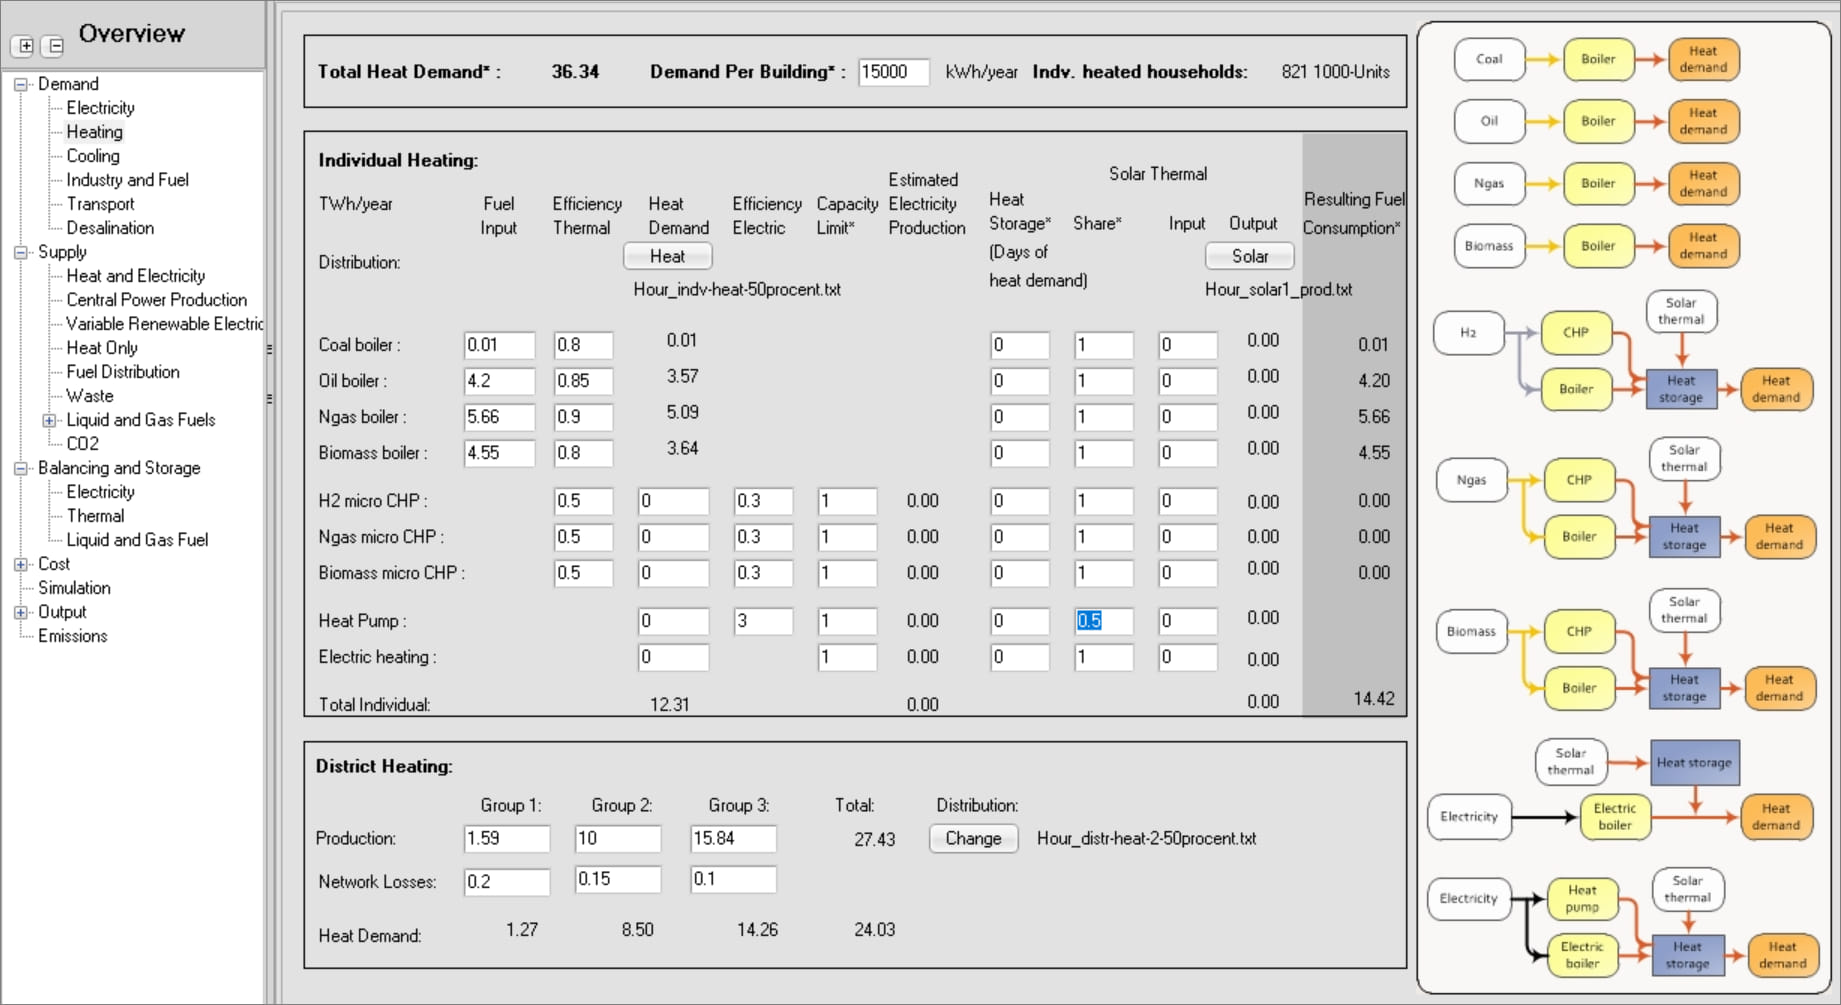 Overview
Demand
Electricity
Heating
Cooling
Industry and Fuel
Transport
Desalination
Supply
Heat and Electricity
Central Power Production
Variable Renewable Electric
Heat Only
Fuel Distribution
Waste
Liquid and Gas Fuels
CO2
Balancing and Storage
Electricity
Thermal
Liquid and Gas Fuel
Cost
Simulation
Output
Emissions
Total Heat Demand* : 36.34 Demand Per Building* : 15000 kWh/year Indv. heated households: 821 1000-Units
Individual Heating:
TWh/year
Fuel Input
Efficiency Thermal
Heat Demand
Efficiency Electric
Capacity Limit*
Estimated Electricity Production
Heat Storage* (Days of heat demand)
Solar Thermal
Share* Input Output
Resulting Fuel Consumption*
Distribution: Heat Solar
Hour_indv-heat-50procent.txt Hour_solar1_prod.txt
Coal boiler : 0.01 0.8 0.01 0 1 0 0.00 0.01
Oil boiler : 4.2 0.85 3.57 0 1 0 0.00 4.20
Ngas boiler : 5.66 0.9 5.09 0 1 0 0.00 5.66
Biomass boiler : 4.55 0.8 3.64 0 1 0 0.00 4.55
H2 micro CHP : 0.5 0 0.3 1 0.00 0 1 0 0.00 0.00
Ngas micro CHP : 0.5 0 0.3 1 0.00 0 1 0 0.00 0.00
Biomass micro CHP : 0.5 0 0.3 1 0.00 0 1 0 0.00 0.00
Heat Pump : 0 3 1 0.00 0 0.5 0 0.00
Electric heating : 0 1 0.00 0 1 0 0.00
Total Individual: 12.31 0.00 0.00 14.42
District Heating:
Group 1: Group 2: Group 3: Total: Distribution:
Production: 1.59 10 15.84 27.43 Change Hour_distr-heat-2-50procent.txt
Network Losses: 0.2 0.15 0.1
Heat Demand: 1.27 8.50 14.26 24.03
Coal Boiler Heat demand
Oil Boiler Heat demand
Ngas Boiler Heat demand
Biomass Boiler Heat demand
Solar thermal
H2 CHP
Boiler Heat storage Heat demand
Solar thermal
Ngas CHP
Boiler Heat storage Heat demand
Solar thermal
Biomass CHP
Boiler Heat storage Heat demand
Solar thermal Heat storage
Electricity Electric boiler Heat demand
Solar thermal
Electricity Heat pump
Electric boiler Heat storage Heat demand